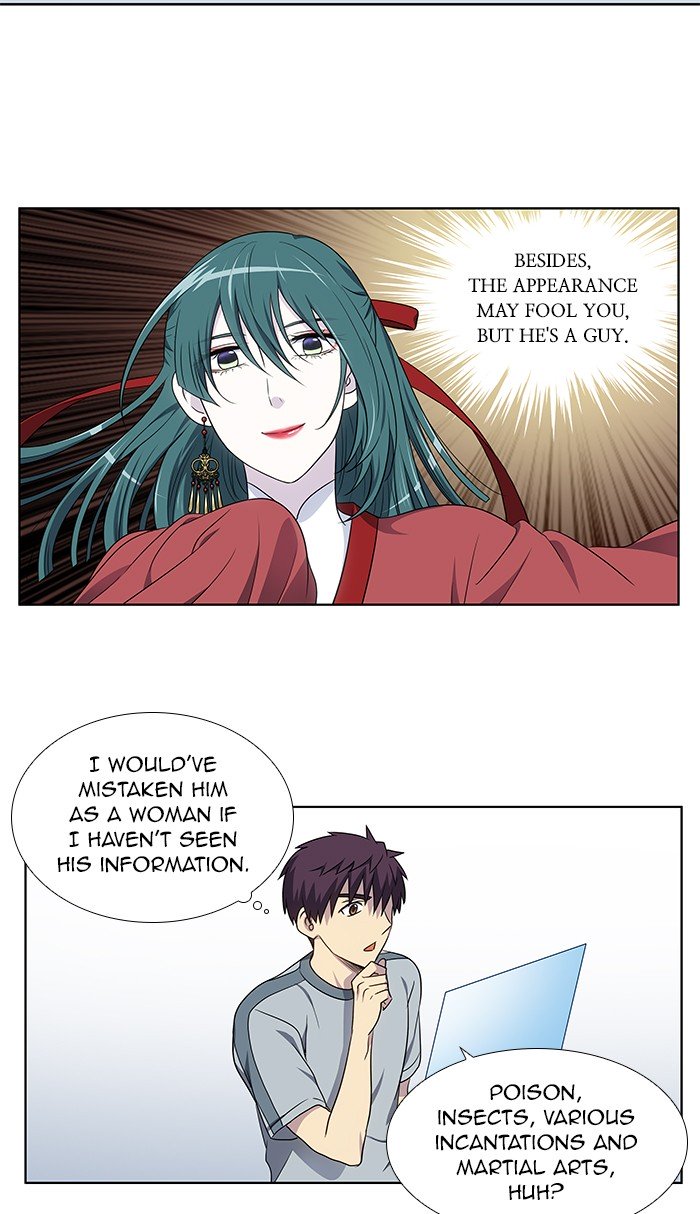 BESIDES,
THE APPEARANCE
MAY FOOL YOU,
BUT HE'S A GUY.
I WOULD'VE
MISTAKEN HIM
AS A WOMAN IF
I HAVEN'T SEEN
HIS INFORMATION.
POISON,
INSECTS, VARIOUS
INCANTATIONS AND
MARTIAL ARTS,
HUH?